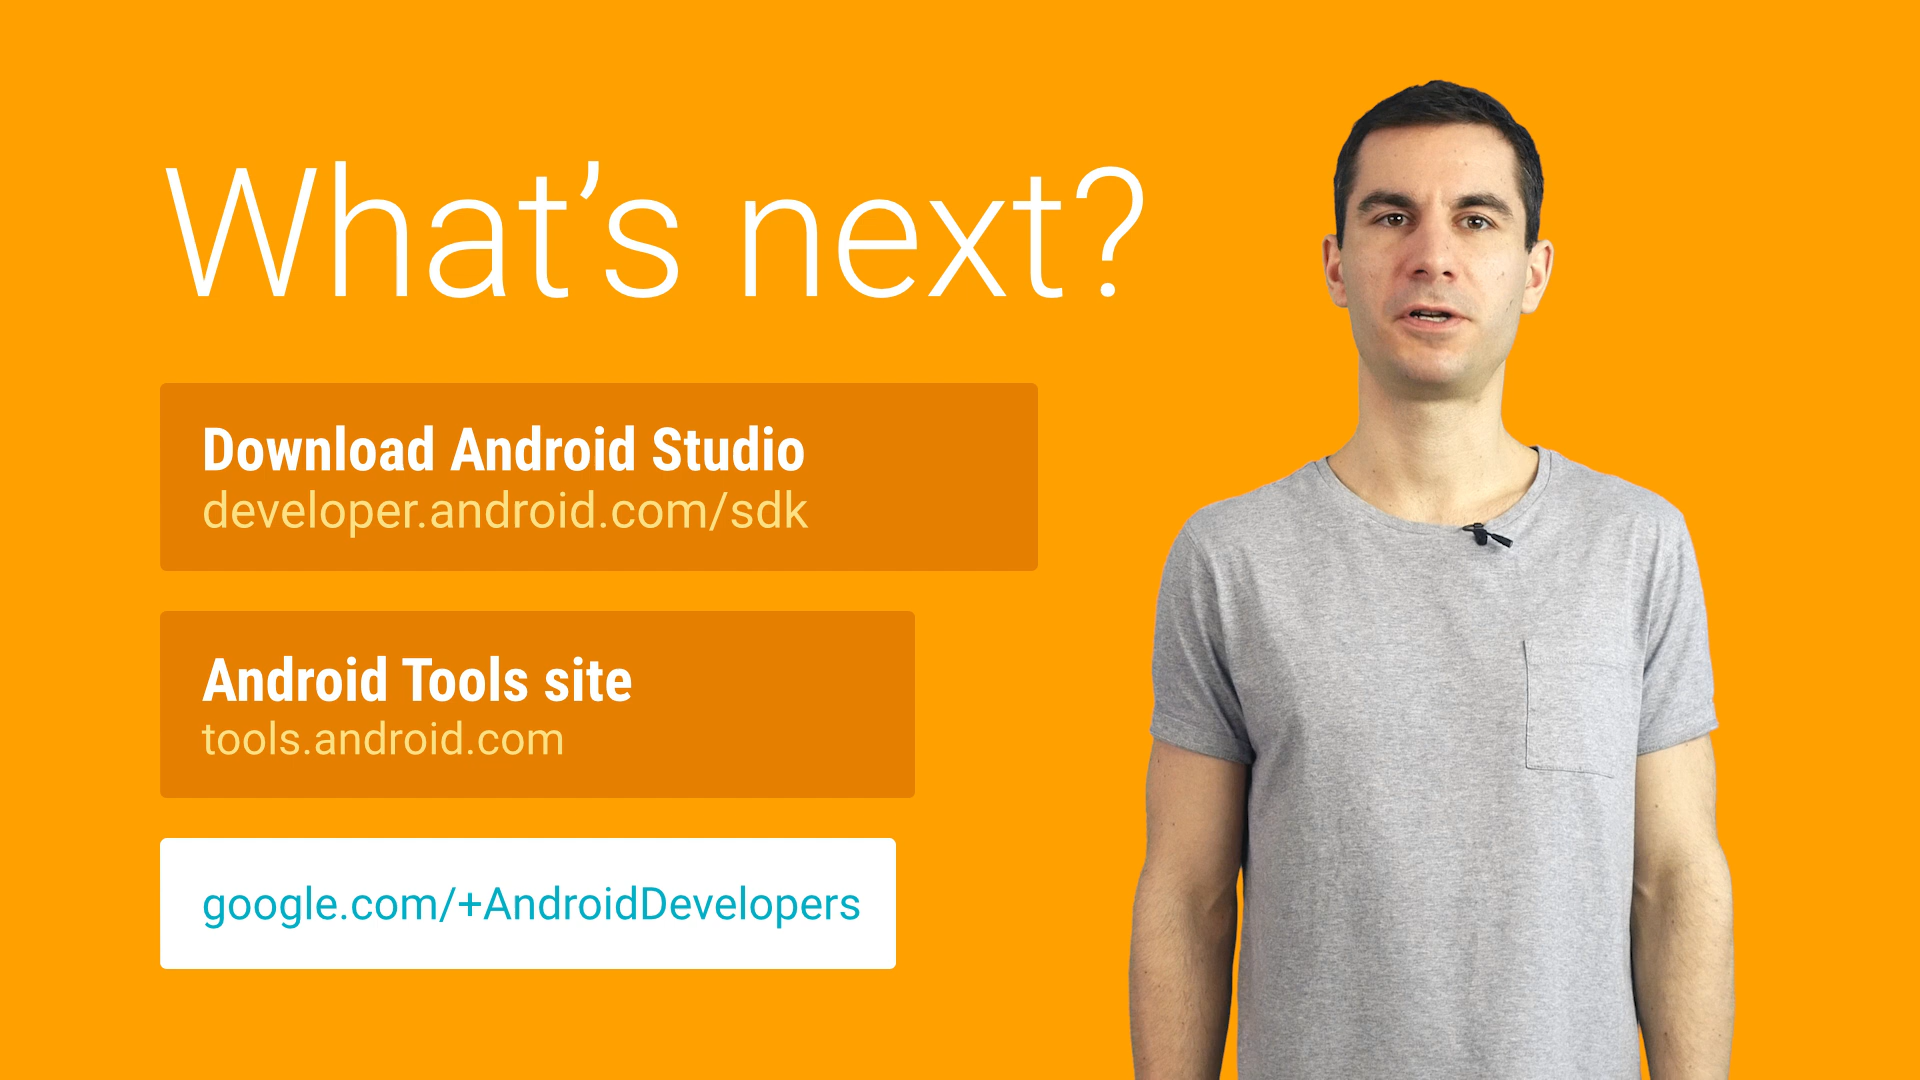 What’s next?
Download Android Studio
developer.android.com/sdk
Android Tools site
tools.android.com
google.com/+AndroidDevelopers